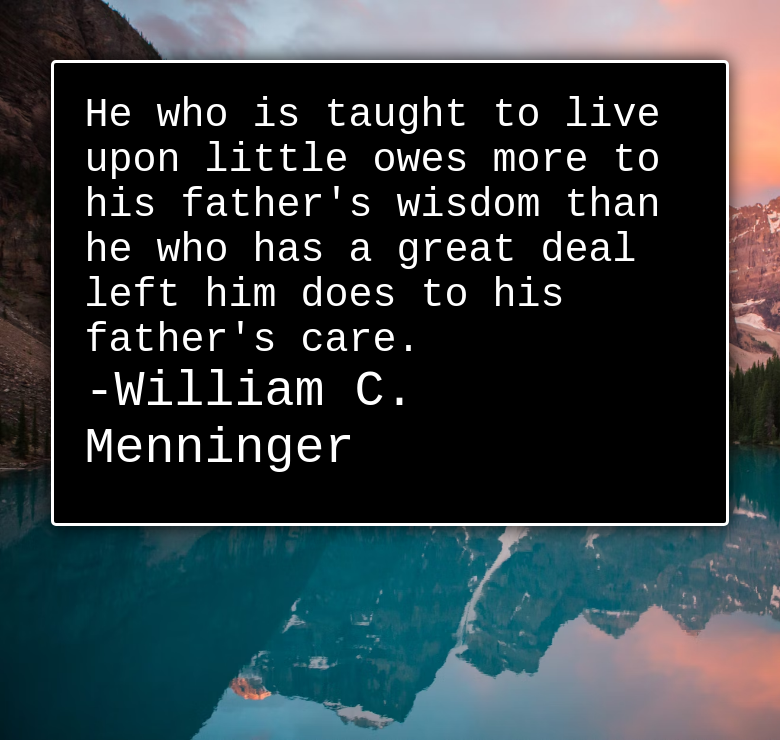 He who is taught to live
upon little owes more to
his father's wisdom than
he who has a great deal
left him does to his
father's care.
-William C.
Menninger